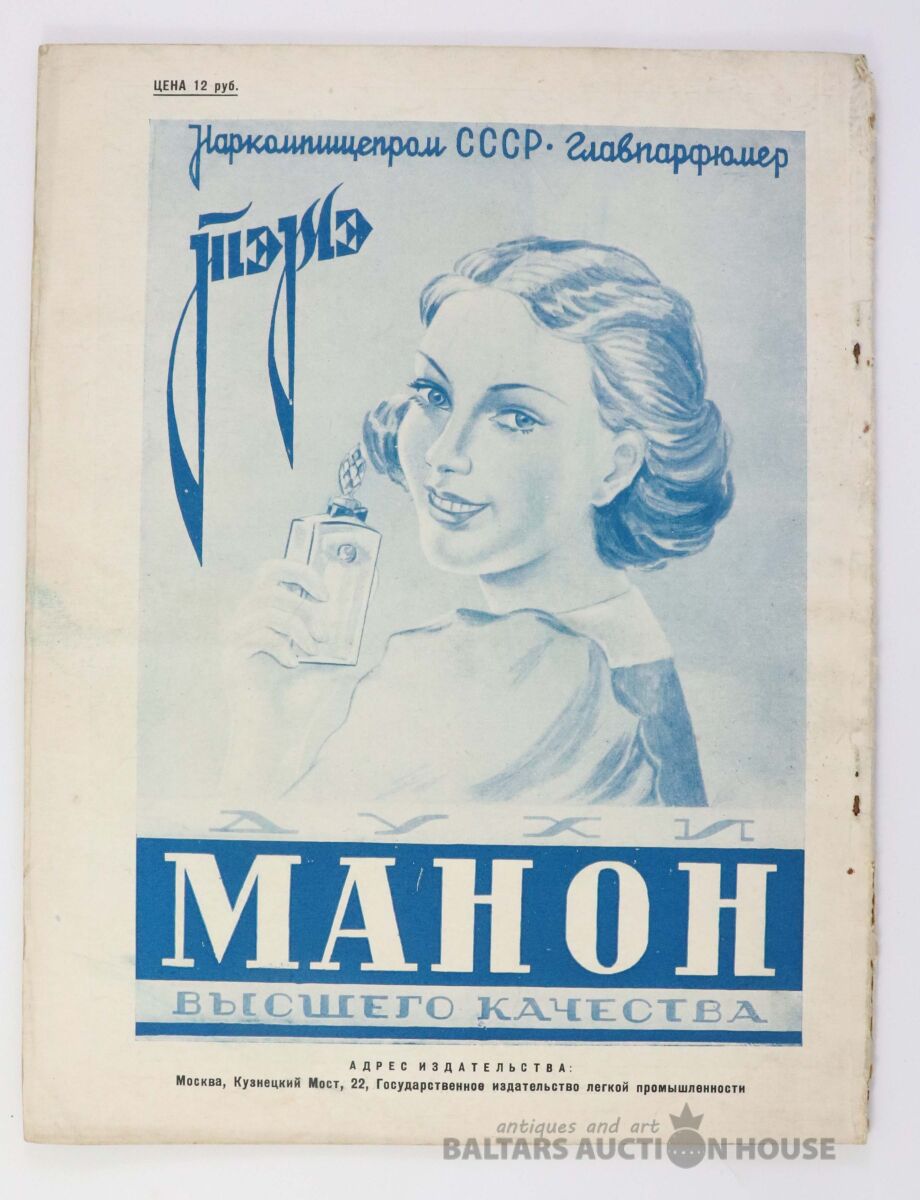 ЦЕНА 12 руб.
Наркомпищепром СССР · Главпарфюмер
ТЭЖЭ
ДУХИ
МАНОН
ВЫСШЕГО КАЧЕСТВА
АДРЕС ИЗДАТЕЛЬСТВА:
Москва, Кузнецкий Мост, 22, Государственное издательство легкой промышленности
antiques and art
BALTARS AUCTION HOUSE